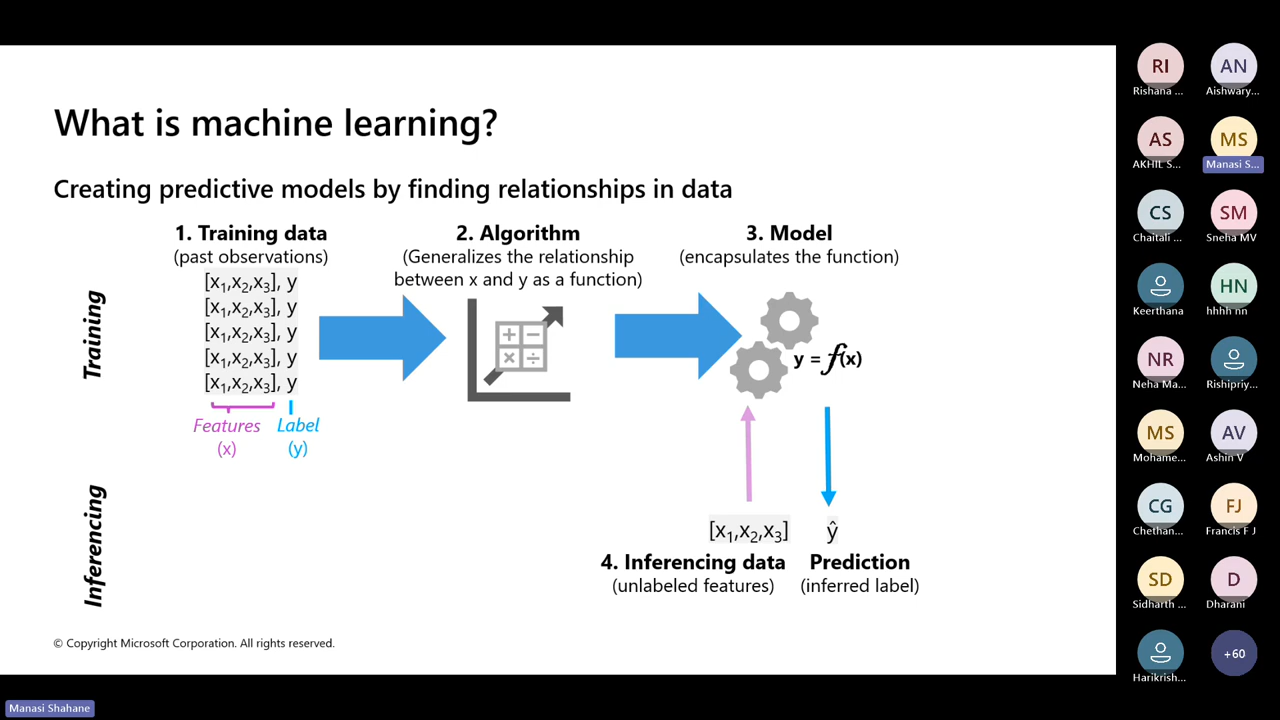 What is machine learning?
Creating predictive models by finding relationships in data
1. Training data
(past observations)
[x₁,x₂,x₃], y
[x₁,x₂,x₃], y
[x₁,x₂,x₃], y
[x₁,x₂,x₃], y
[x₁,x₂,x₃], y
Features
(x)
Label
(y)
2. Algorithm
(Generalizes the relationship
between x and y as a function)
+ −
× ÷
3. Model
(encapsulates the function)
y = f(x)
Training
Inferencing
[x₁,x₂,x₃]
4. Inferencing data
(unlabeled features)
ŷ
Prediction
(inferred label)
© Copyright Microsoft Corporation. All rights reserved.
RI
Rishana ...
AN
Aishwary...
AS
AKHIL S...
MS
Manasi S...
CS
Chaitali ...
SM
Sneha MV
Keerthana
HN
hhhh nn
NR
Neha Ma...
Rishipriy...
MS
Mohame...
AV
Ashin V
CG
Chethan...
FJ
Francis F J
SD
Sidharth ...
D
Dharani
Harikrish...
+60
Manasi Shahane